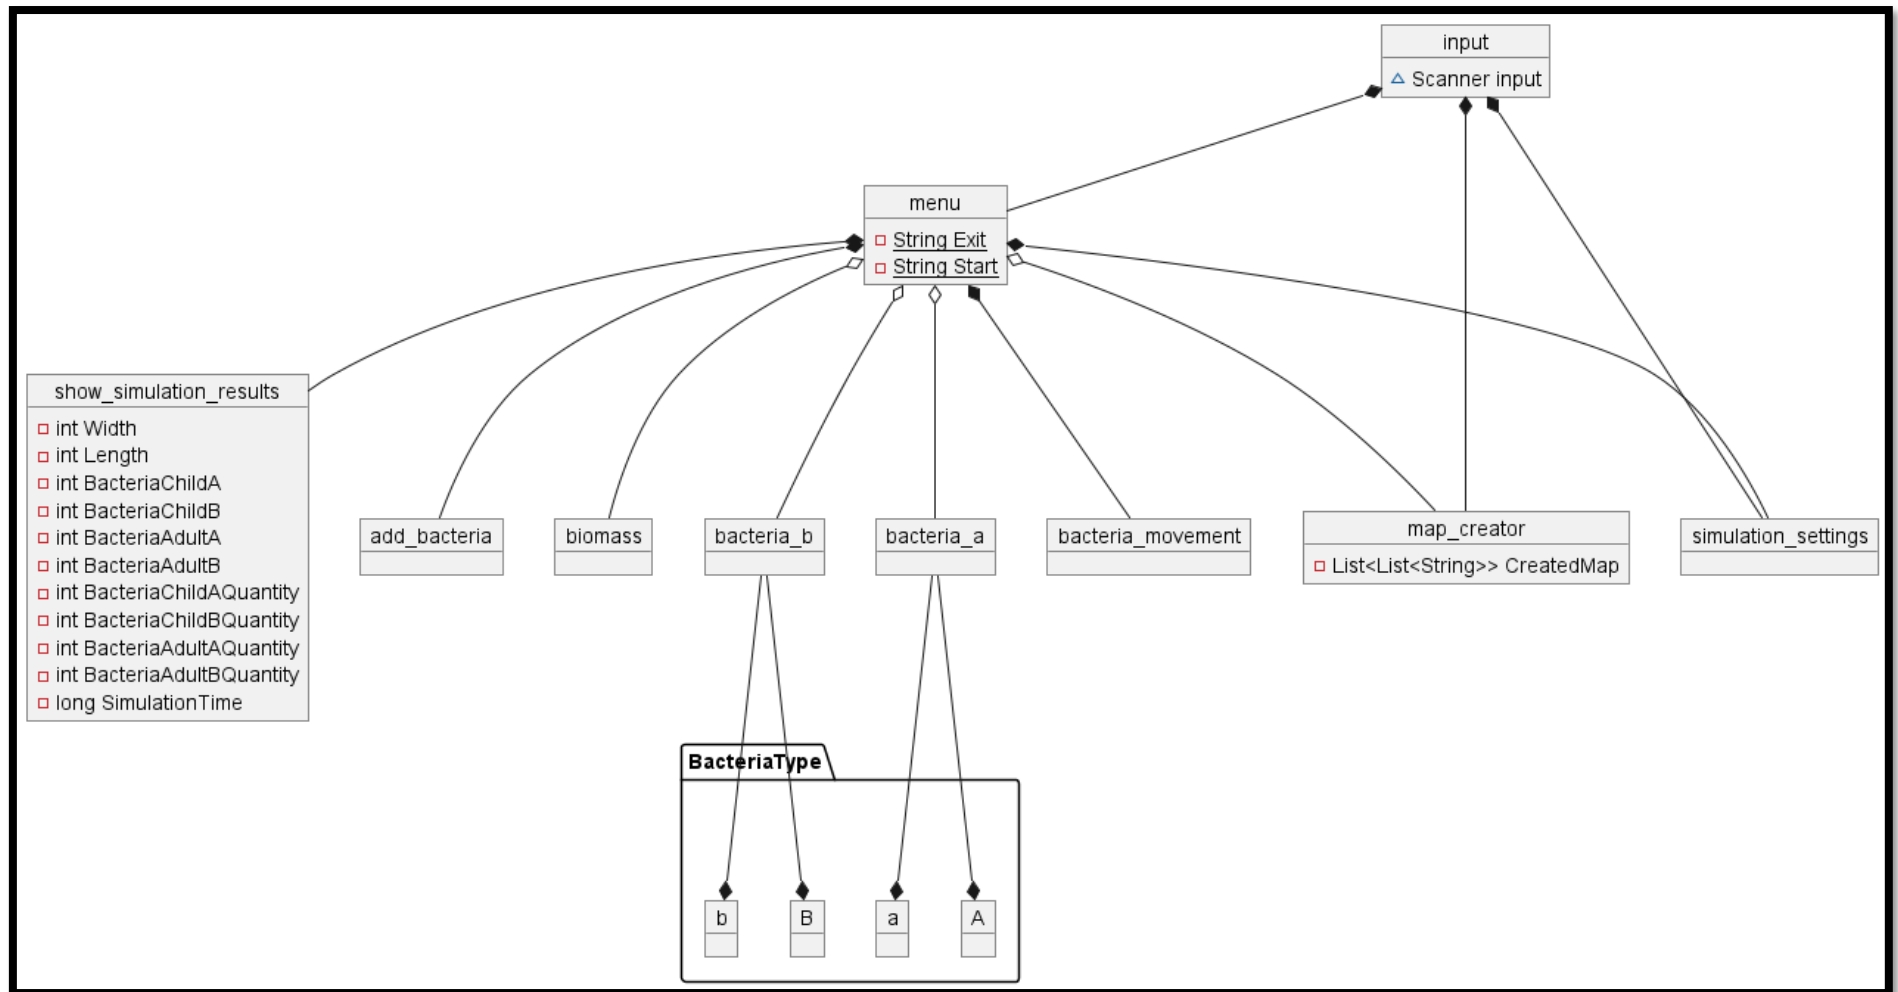 input
Scanner input
menu
String Exit
String Start
show_simulation_results
int Width
int Length
int BacteriaChildA
int BacteriaChildB
int BacteriaAdultA
int BacteriaAdultB
int BacteriaChildAQuantity
int BacteriaChildBQuantity
int BacteriaAdultAQuantity
int BacteriaAdultBQuantity
long SimulationTime
add_bacteria
biomass
bacteria_b
bacteria_a
bacteria_movement
map_creator
List<List<String>> CreatedMap
simulation_settings
BacteriaType
b
B
a
A